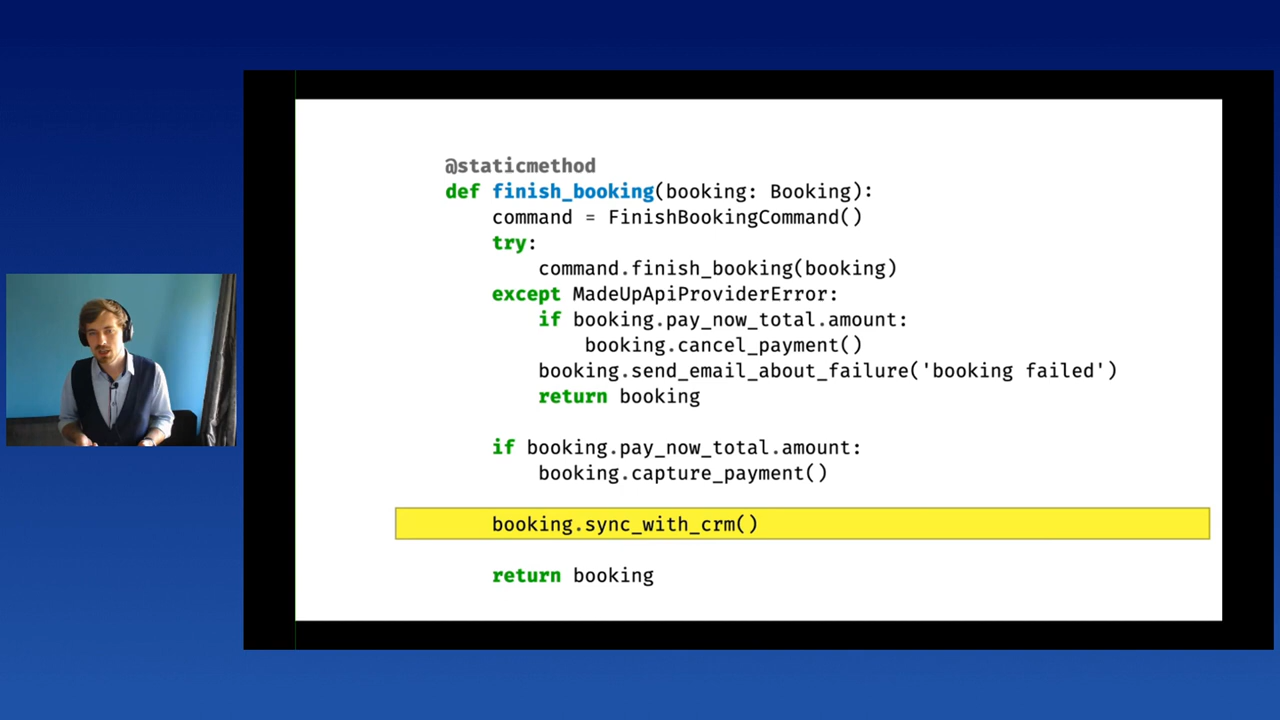 @staticmethod
def finish_booking(booking: Booking):
    command = FinishBookingCommand()
    try:
        command.finish_booking(booking)
    except MadeUpApiProviderError:
        if booking.pay_now_total.amount:
            booking.cancel_payment()
        booking.send_email_about_failure('booking failed')
        return booking
    if booking.pay_now_total.amount:
        booking.capture_payment()
    booking.sync_with_crm()
    return booking